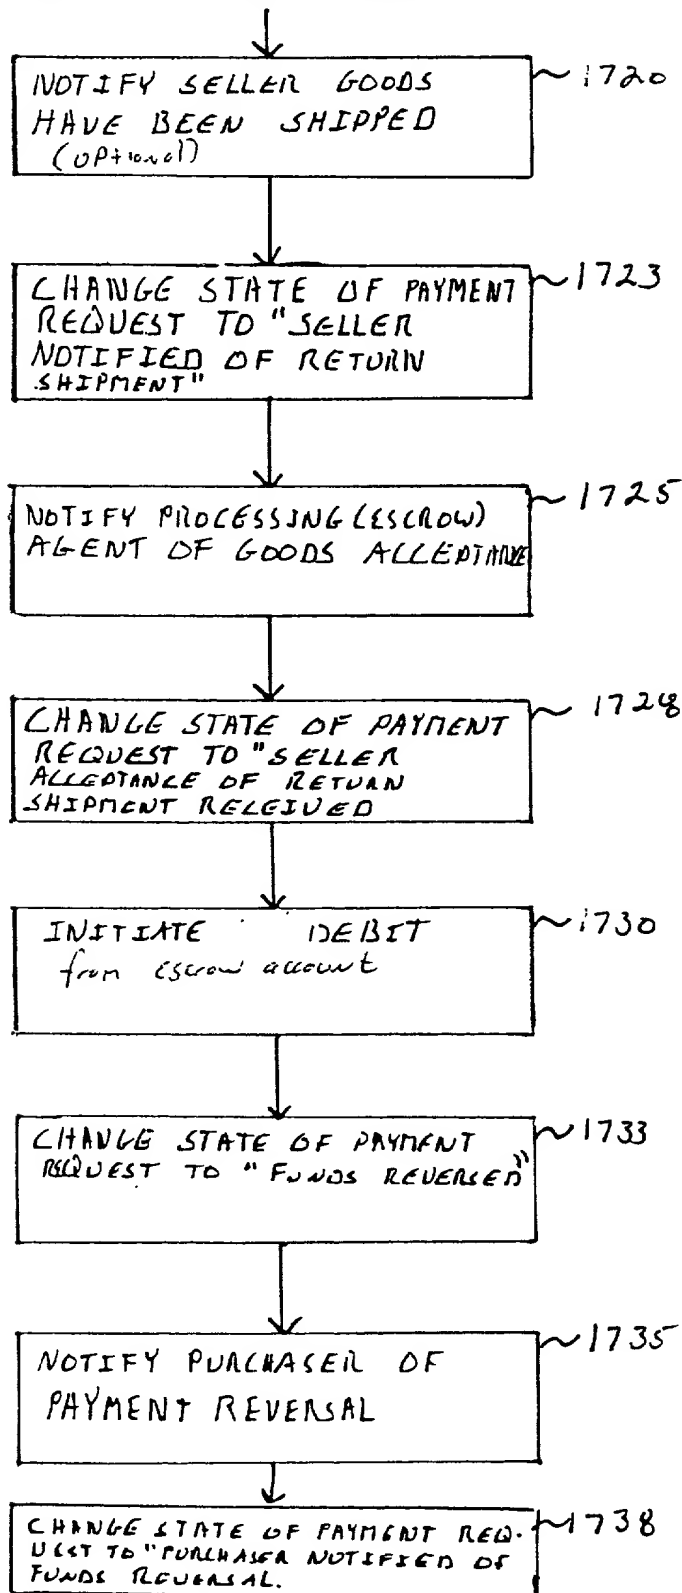 NOTIFY SELLER GOODS
HAVE BEEN SHIPPED
(optional)
1720
CHANGE STATE OF PAYMENT
REQUEST TO "SELLER
NOTIFIED OF RETURN
SHIPMENT"
1723
NOTIFY PROCESSING (ESCROW)
AGENT OF GOODS ACCEPTANCE
1725
CHANGE STATE OF PAYMENT
REQUEST TO "SELLER
ACCEPTANCE OF RETURN
SHIPMENT RECEIVED
1728
INITIATE DEBIT
from escrow account
1730
CHANGE STATE OF PAYMENT
REQUEST TO "FUNDS REVERSED"
1733
NOTIFY PURCHASER OF
PAYMENT REVERSAL
1735
CHANGE STATE OF PAYMENT REQ-
UEST TO "PURCHASER NOTIFIED OF
FUNDS REVERSAL.
1738